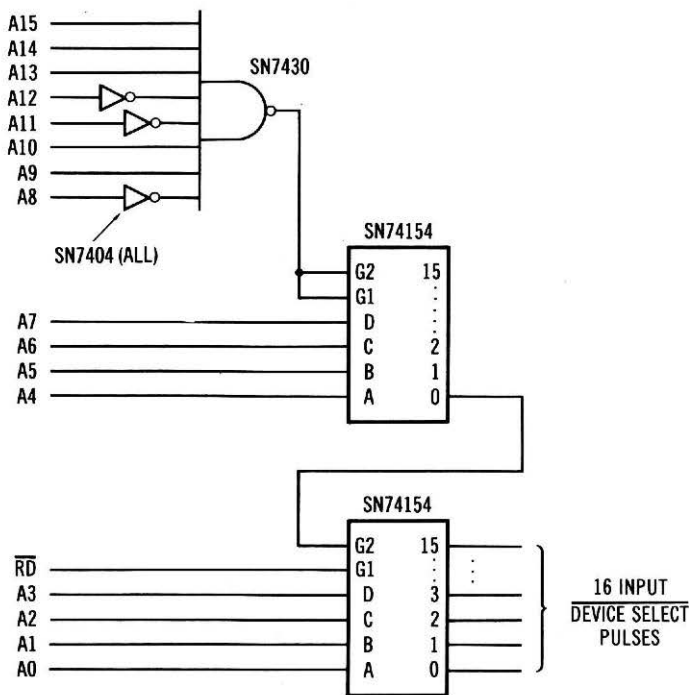 A15
A14
A13
SN7430
A12
A11
A10
A9
A8
SN7404 (ALL)
SN74154
G2 15
G1
A7 D
A6 C 2
A5 B 1
A4 A 0
SN74154
G2 15
RD G1
A3 D 3
A2 C 2
A1 B 1
A0 A 0
16 INPUT
DEVICE SELECT
PULSES